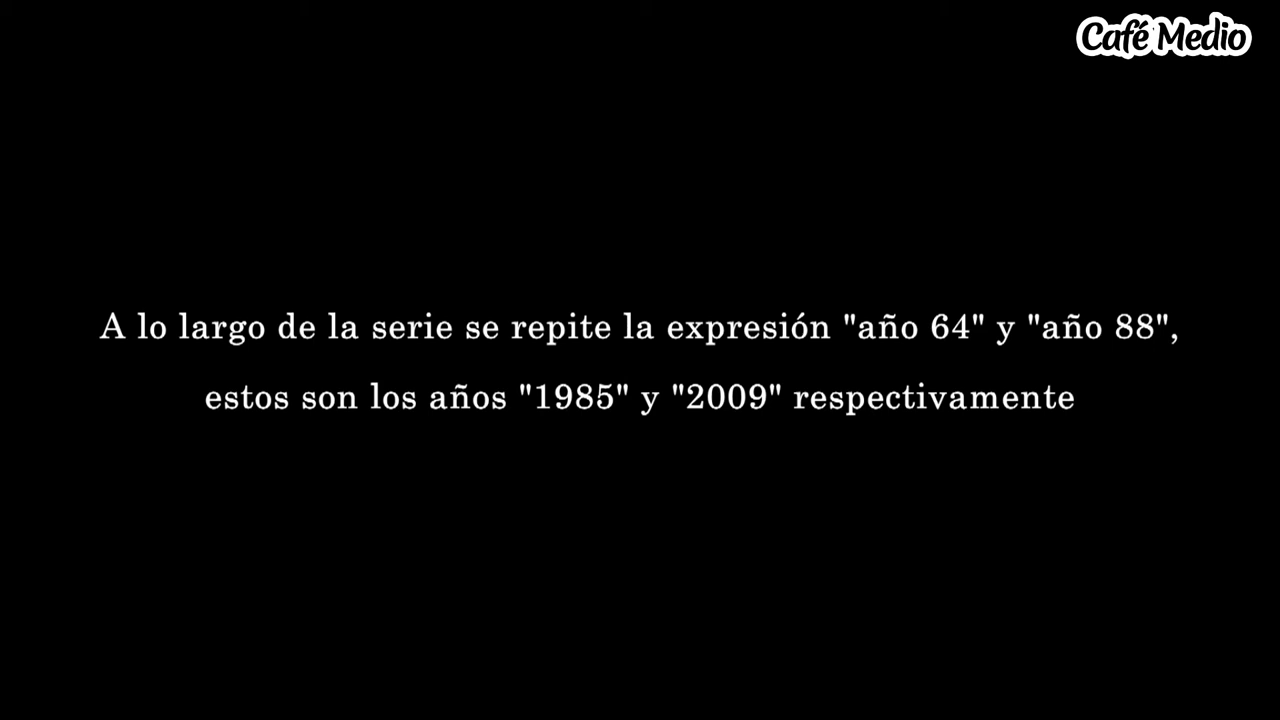 Café Medio
A lo largo de la serie se repite la expresión "año 64" y "año 88",
estos son los años "1985" y "2009" respectivamente